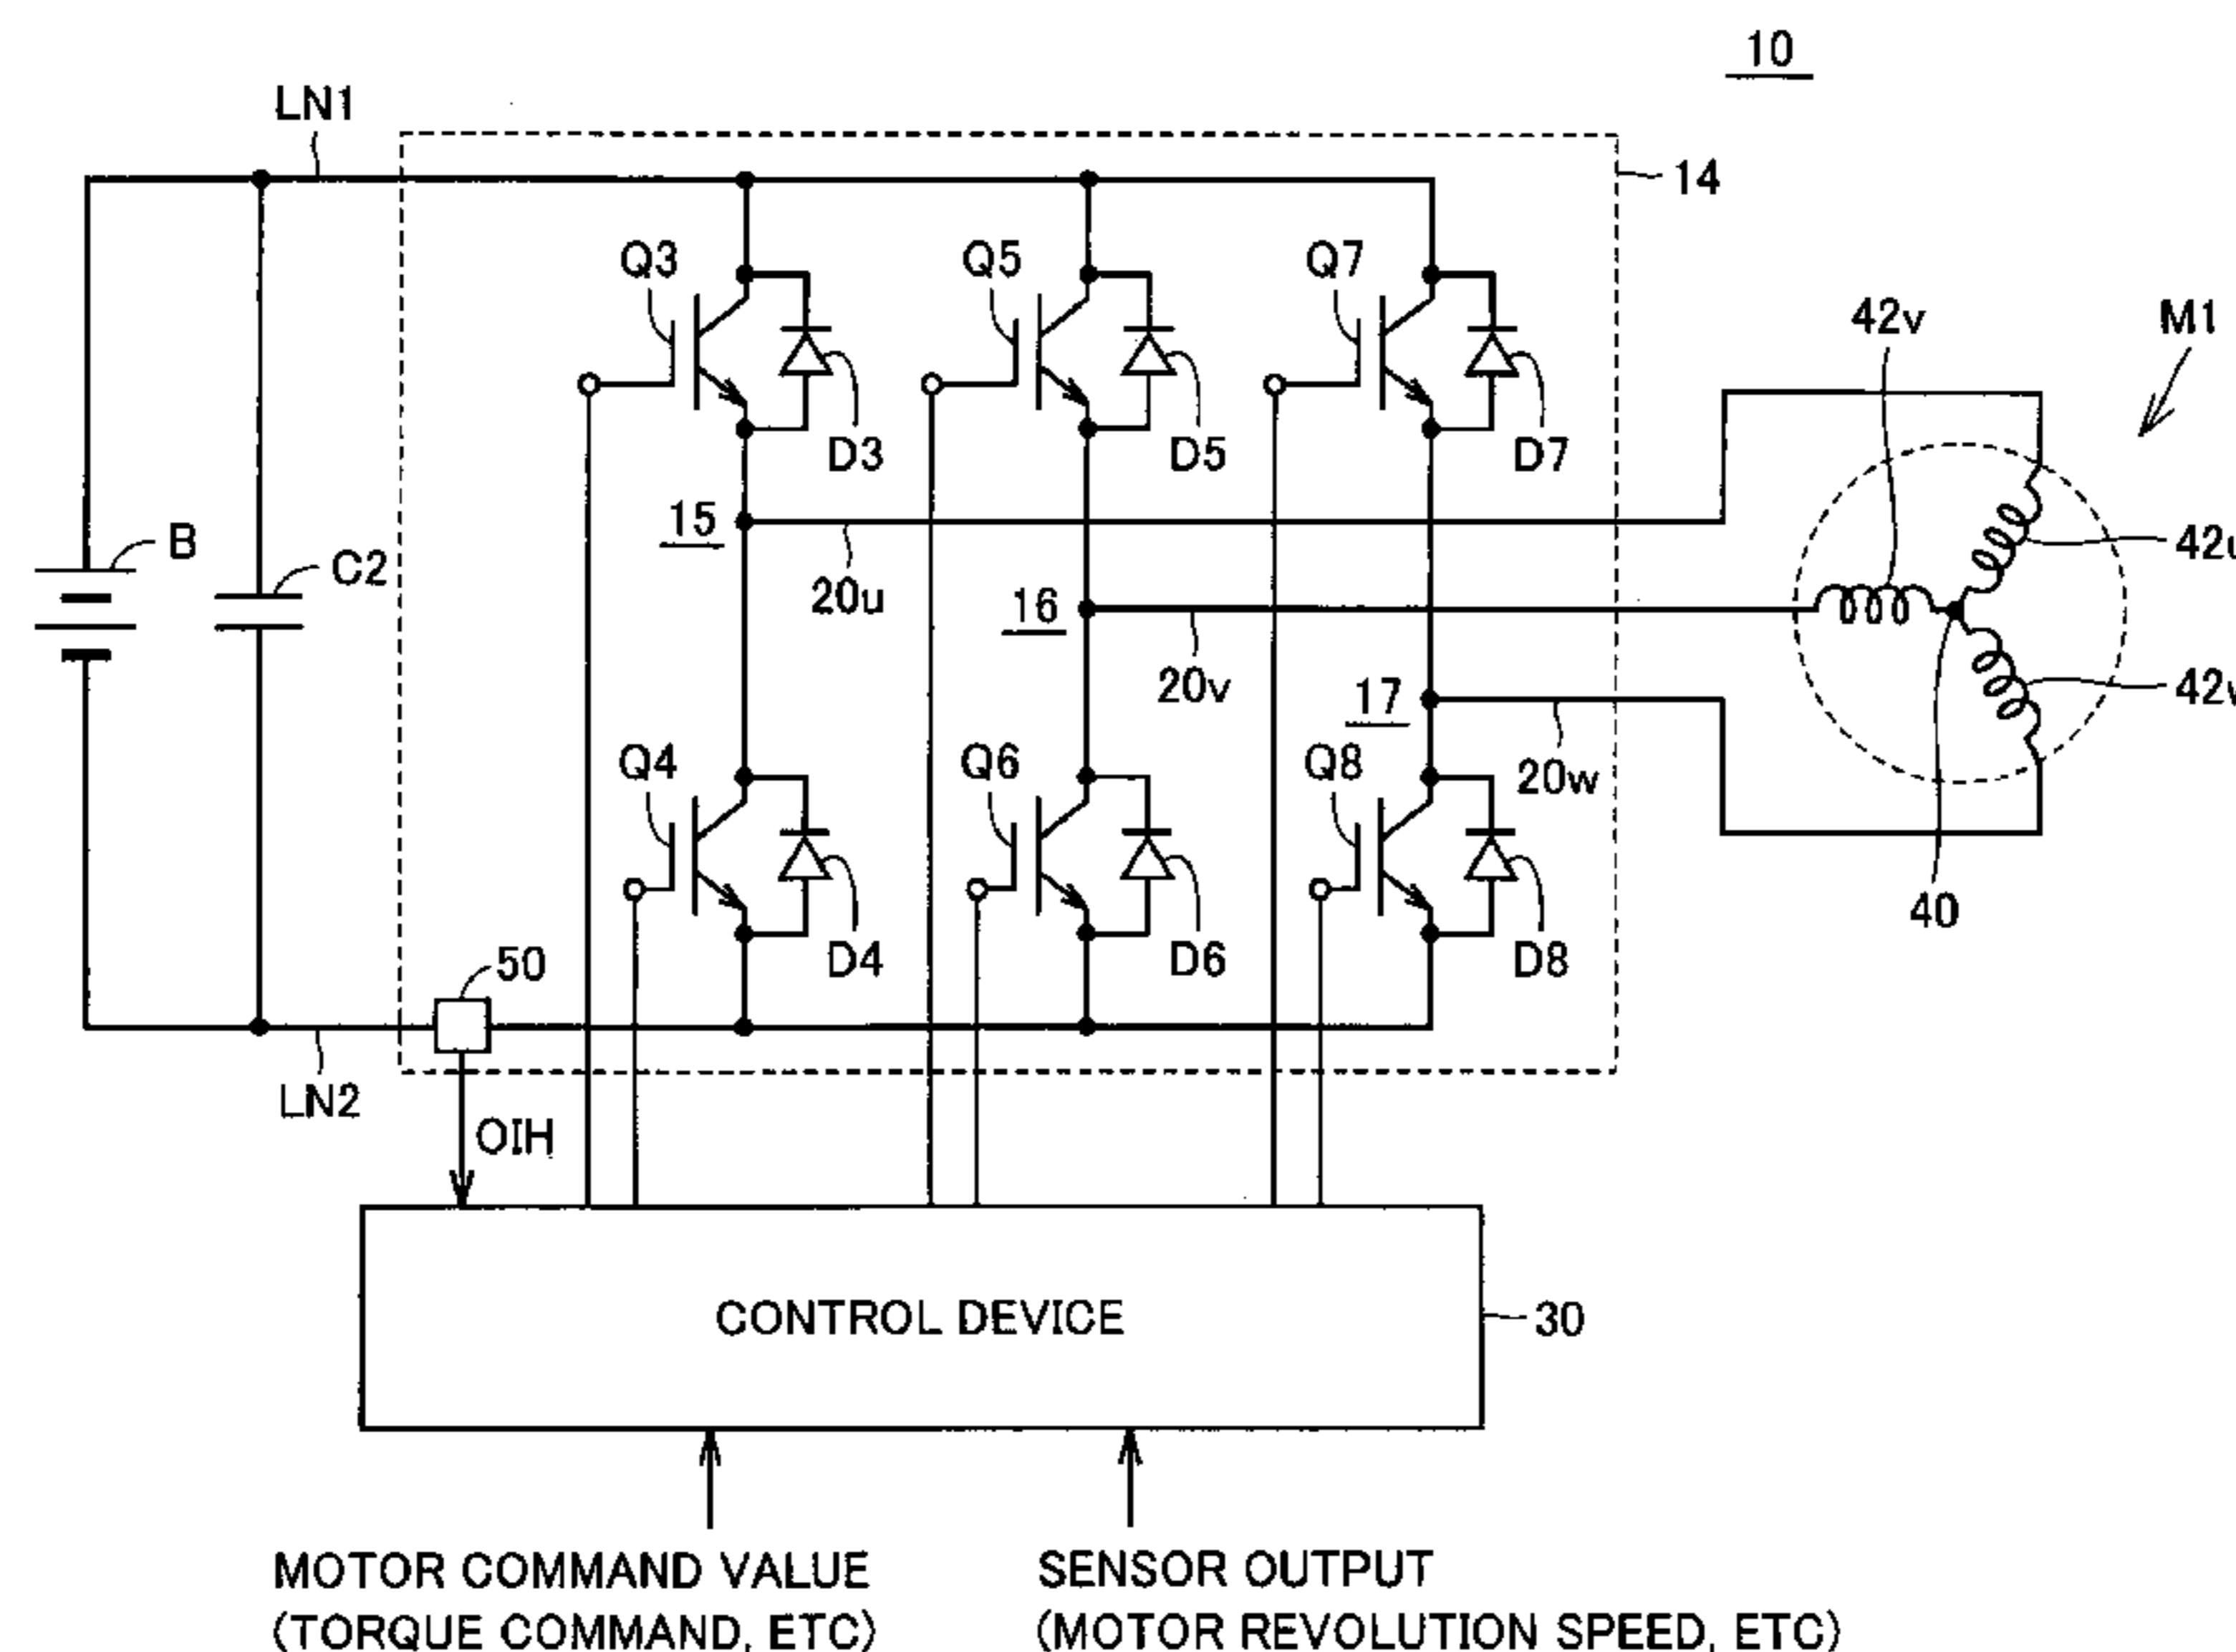 10
LN1
14
Q3
Q5
Q7
42v
M1
D3
D5
D7
B
C2
15
42u
20u
16
20v
17
20w
Q4
Q6
Q8
40
50
D4
D6
D8
LN2
OIH
CONTROL DEVICE
30
MOTOR COMMAND VALUE
(TORQUE COMMAND, ETC)
SENSOR OUTPUT
(MOTOR REVOLUTION SPEED, ETC)